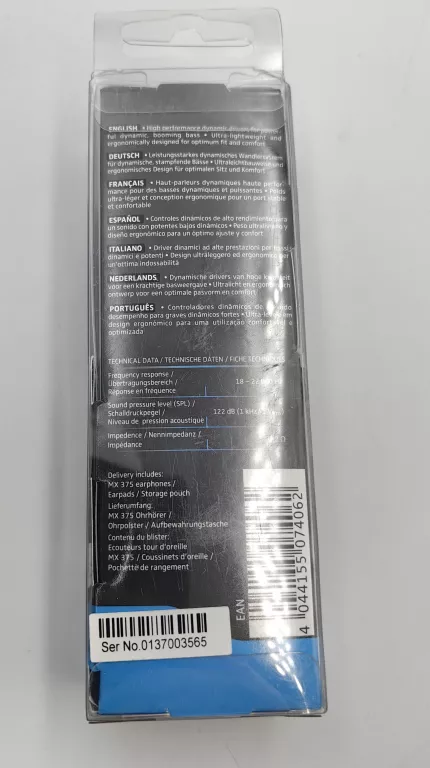 ENGLISH • High performance dynamic drivers for power-
ful dynamic, booming bass • Ultra-lightweight and
ergonomically designed for optimum fit and comfort
DEUTSCH • Leistungsstarkes dynamisches Wandlersystem
für dynamische, stampfende Bässe • Ultraleichtbauweise und
ergonomisches Design für optimalen Sitz und Komfort
FRANÇAIS • Haut-parleurs dynamiques haute perfor-
mance pour des basses dynamiques et puissantes • Poids
ultra-léger et conception ergonomique pour un port stable
et confortable
ESPAÑOL • Controles dinámicos de alto rendimiento para
un sonido con potentes bajos dinámicos • Peso ultraliviano y
diseño ergonómico para un óptimo ajuste y confort
ITALIANO • Driver dinamici ad alte prestazioni per bassi
dinamici e potenti • Design ultraleggero ed ergonomico per
un'ottima indossabilità
NEDERLANDS • Dynamische drivers van hoge kwaliteit
voor een krachtige basweergave • Ultralicht en ergonomisch
ontwerp voor een optimale pasvorm en comfort
PORTUGUÊS • Controladores dinâmicos de elevado
desempenho para graves dinâmicos fortes • Ultra-leve e
design ergonómico para uma utilização confortável e
optimizada
TECHNICAL DATA / TECHNISCHE DATEN / FICHE TECHNIQUE
Frequency response /
Übertragungsbereich /
Réponse en fréquence
18 –
Sound pressure level (SPL) /
Schalldruckpegel /
Niveau de pression acoustique
122 dB (1 kHz
Impedence / Nennimpedanz /
Impédance
Ω
Delivery includes:
MX 375 earphones /
Earpads / Storage pouch
Lieferumfang:
MX 375 Ohrhörer /
Ohrpolster / Aufbewahrungstasche
Contenu du blister:
Ecouteurs tour d'oreille
MX 375 / Coussinets d'oreille /
Pochette de rangement
EAN
4 044155 074062
Ser No.0137003565